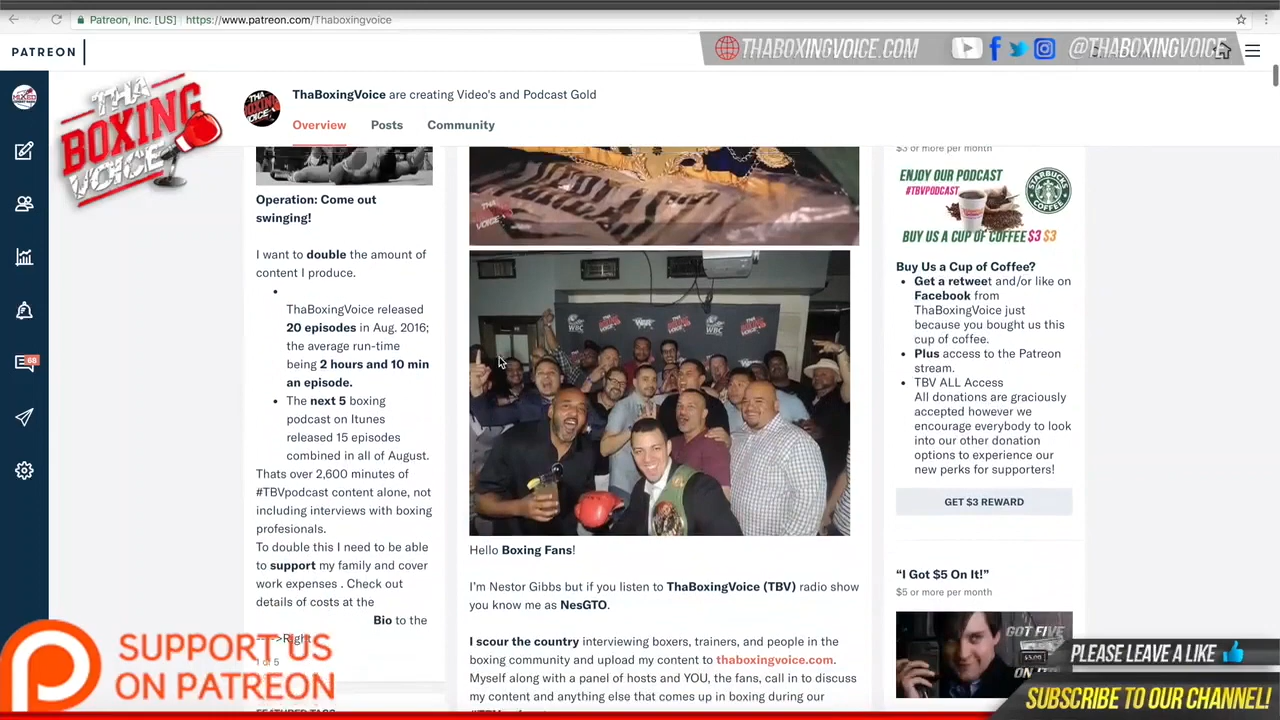 Patreon, Inc. [US]
https://www.patreon.com/Thaboxingvoice
PATREON
THABOXINGVOICE.COM
@THABOXINGVOICE
THA BOXING VOICE
ThaBoxingVoice are creating Video's and Podcast Gold
Overview
Posts
Community
68
Operation: Come out
swinging!
I want to double the amount of
content I produce.
ThaBoxingVoice released
20 episodes in Aug. 2016;
the average run-time
being 2 hours and 10 min
an episode.
The next 5 boxing
podcast on Itunes
released 15 episodes
combined in all of August.
Thats over 2,600 minutes of
#TBVpodcast content alone, not
including interviews with boxing
profesionals.
To double this I need to be able
to support my family and cover
work expenses . Check out
details of costs at the
Bio to the
---->Right
1 of 5
WBC
Hello Boxing Fans!
I'm Nestor Gibbs but if you listen to ThaBoxingVoice (TBV) radio show
you know me as NesGTO.
I scour the country interviewing boxers, trainers, and people in the
boxing community and upload my content to thaboxingvoice.com.
Myself along with a panel of hosts and YOU, the fans, call in to discuss
my content and anything else that comes up in boxing during our
$3 or more per month
ENJOY OUR PODCAST
#TBVPODCAST
STARBUCKS
COFFEE
BUY US A CUP OF COFFEE $3 $3
Buy Us a Cup of Coffee?
Get a retweet and/or like on
Facebook from
ThaBoxingVoice just
because you bought us this
cup of coffee.
Plus access to the Patreon
stream.
TBV ALL Access
All donations are graciously
accepted however we
encourage everybody to look
into our other donation
options to experience our
new perks for supporters!
GET $3 REWARD
“I Got $5 On It!”
$5 or more per month
GOT FIVE
SUPPORT US
ON PATREON
PLEASE LEAVE A LIKE
SUBSCRIBE TO OUR CHANNEL!